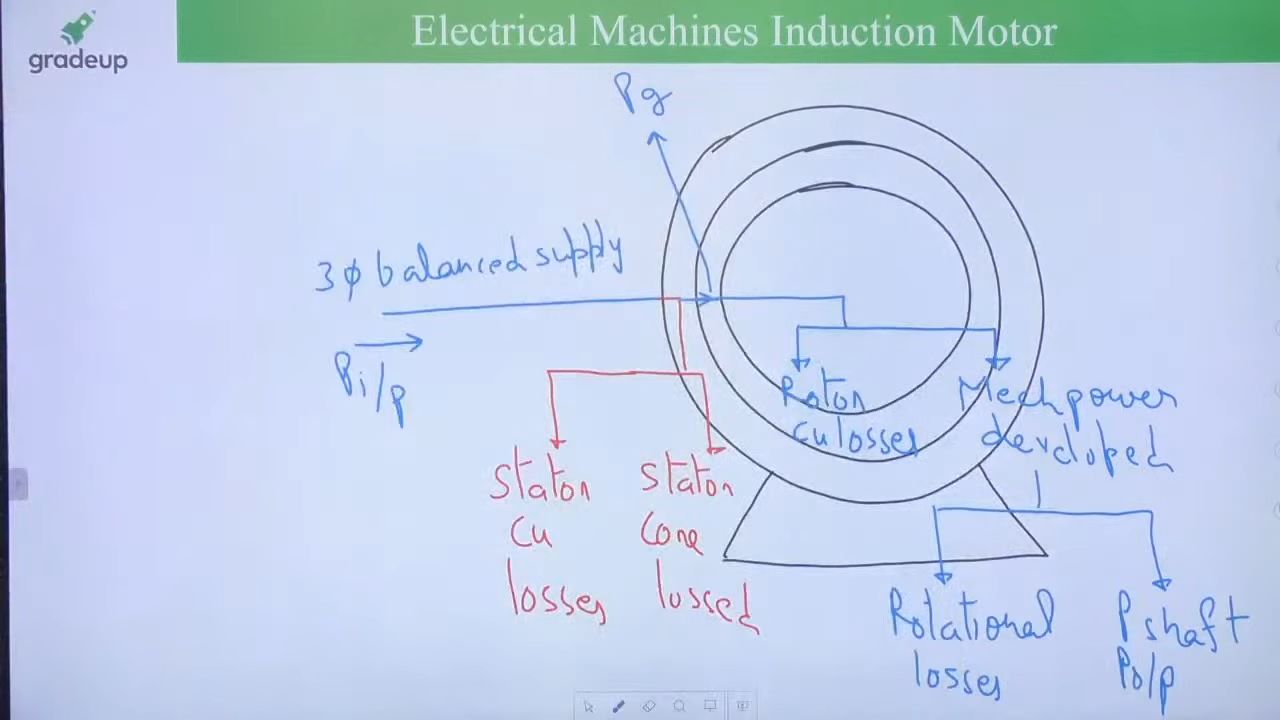 gradeup
Electrical Machines Induction Motor
Pg
3φ balanced supply
Pi/p
Rotor
cu losses
Mech power
developed
Stator
cu
losses
Stator
core
lossed
Rotational
losses
P shaft
Po/p